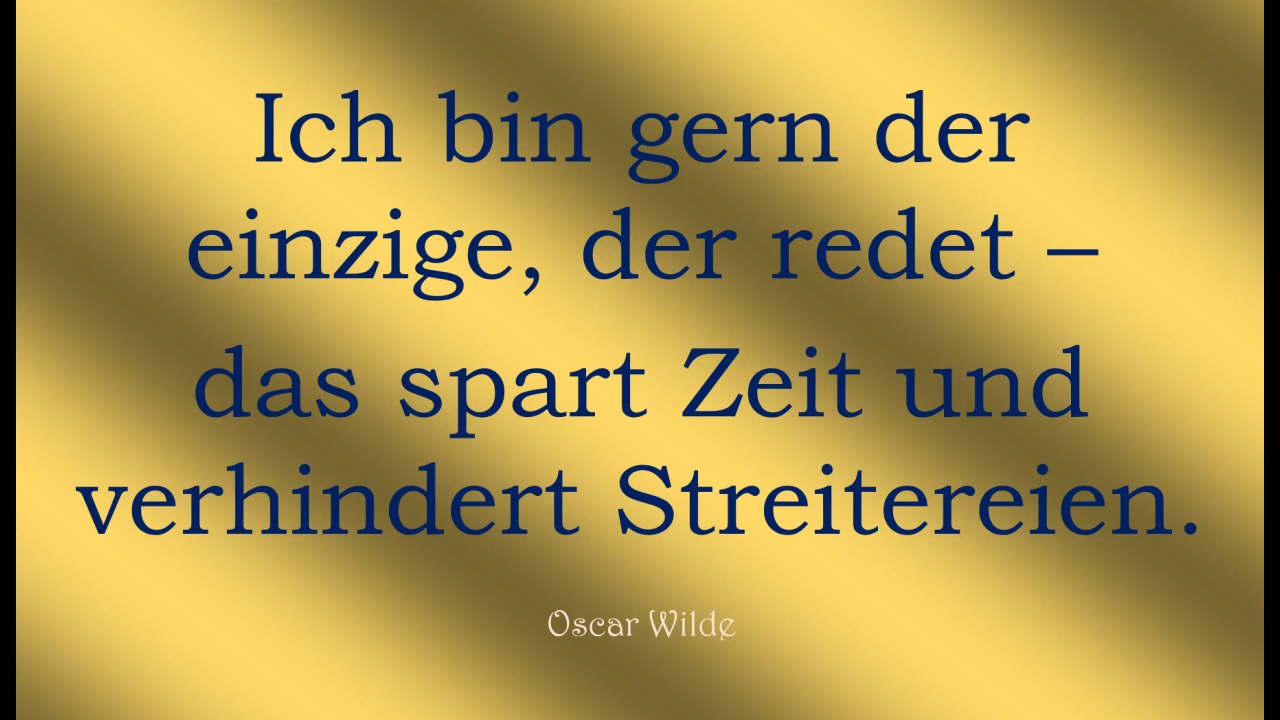 Ich bin gern der
einzige, der redet –
das spart Zeit und
verhindert Streitereien.
Oscar Wilde